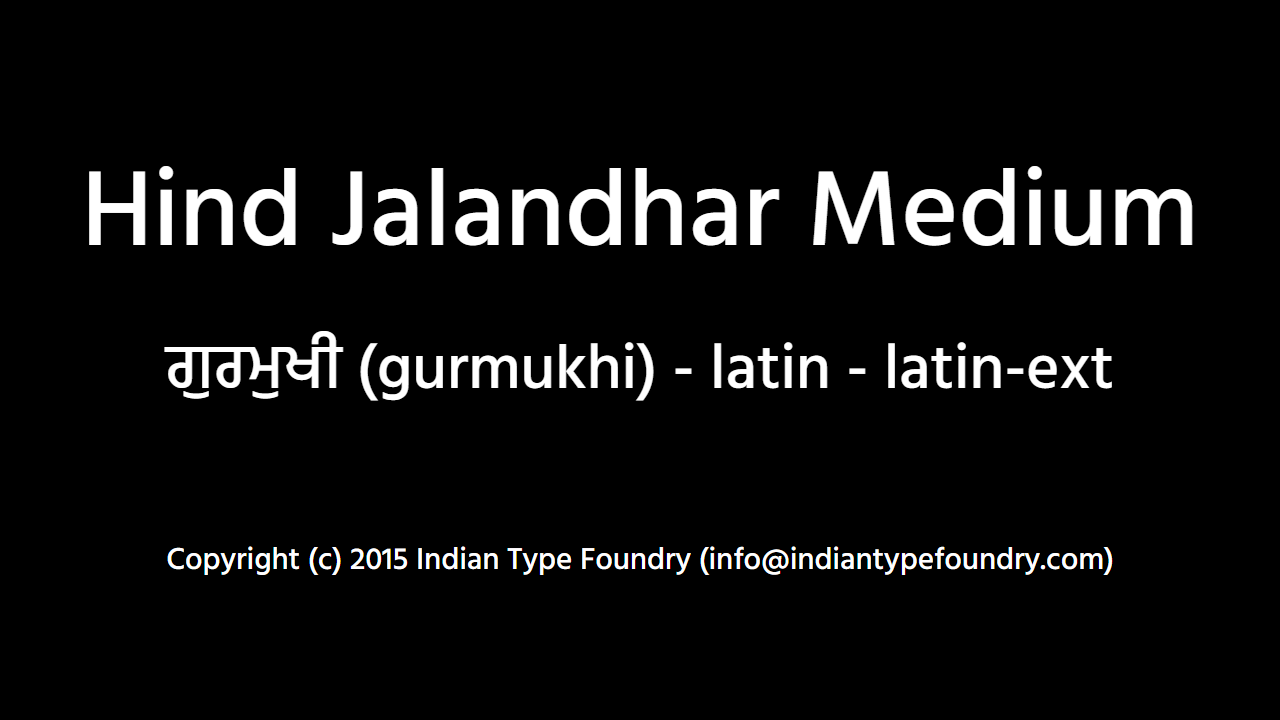 Hind Jalandhar Medium
ਗੁਰਮੁਖੀ (gurmukhi) - latin - latin-ext
Copyright (c) 2015 Indian Type Foundry (info@indiantypefoundry.com)